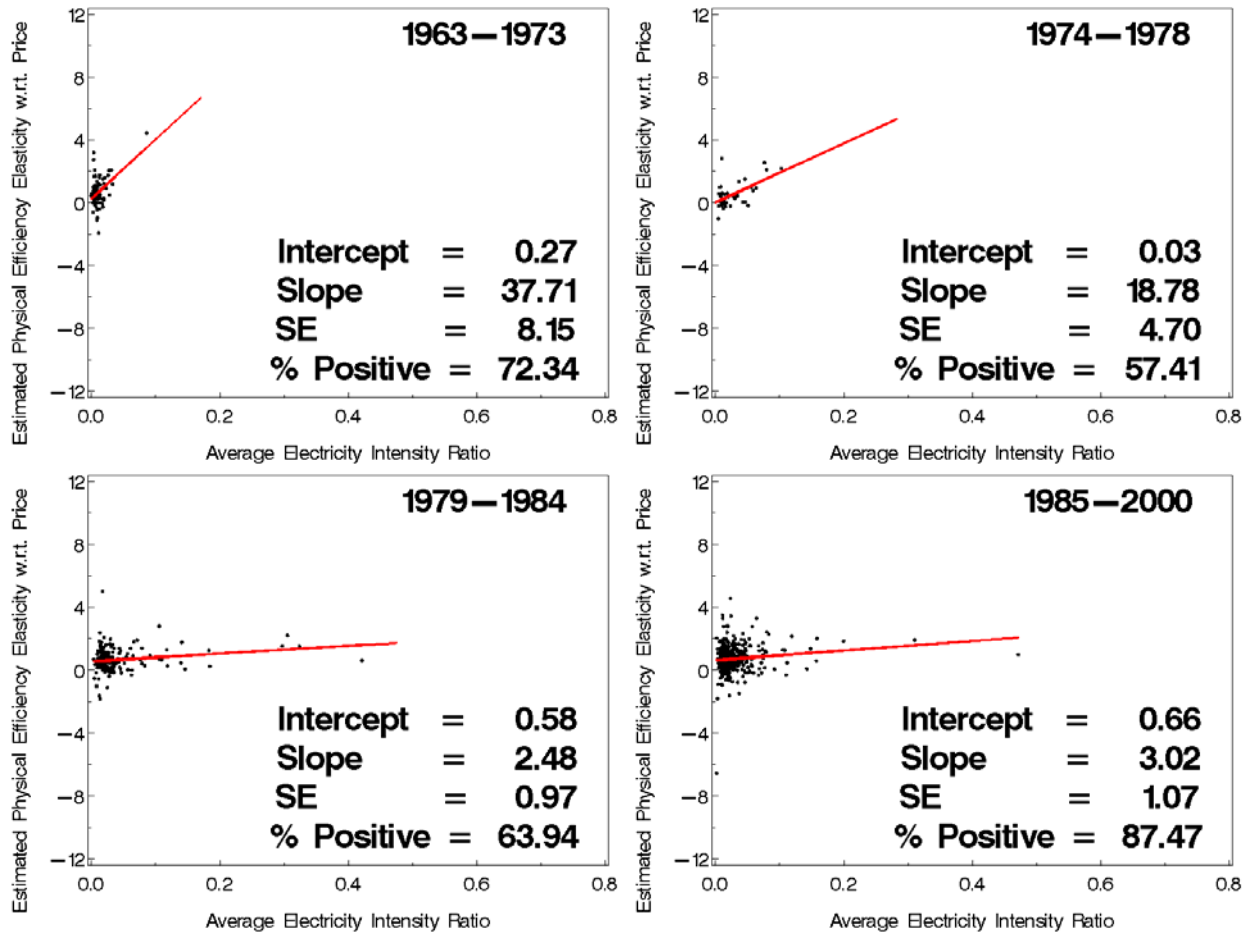 1963–1973
Estimated Physical Efficiency Elasticity w.r.t. Price
12
8
4
0
−4
−8
−12
Intercept = 0.27
Slope = 37.71
SE = 8.15
% Positive = 72.34
0.0 0.2 0.4 0.6 0.8
Average Electricity Intensity Ratio
1974–1978
Estimated Physical Efficiency Elasticity w.r.t. Price
12
8
4
0
−4
−8
−12
Intercept = 0.03
Slope = 18.78
SE = 4.70
% Positive = 57.41
0.0 0.2 0.4 0.6 0.8
Average Electricity Intensity Ratio
1979–1984
Estimated Physical Efficiency Elasticity w.r.t. Price
12
8
4
0
−4
−8
−12
Intercept = 0.58
Slope = 2.48
SE = 0.97
% Positive = 63.94
0.0 0.2 0.4 0.6 0.8
Average Electricity Intensity Ratio
1985–2000
Estimated Physical Efficiency Elasticity w.r.t. Price
12
8
4
0
−4
−8
−12
Intercept = 0.66
Slope = 3.02
SE = 1.07
% Positive = 87.47
0.0 0.2 0.4 0.6 0.8
Average Electricity Intensity Ratio